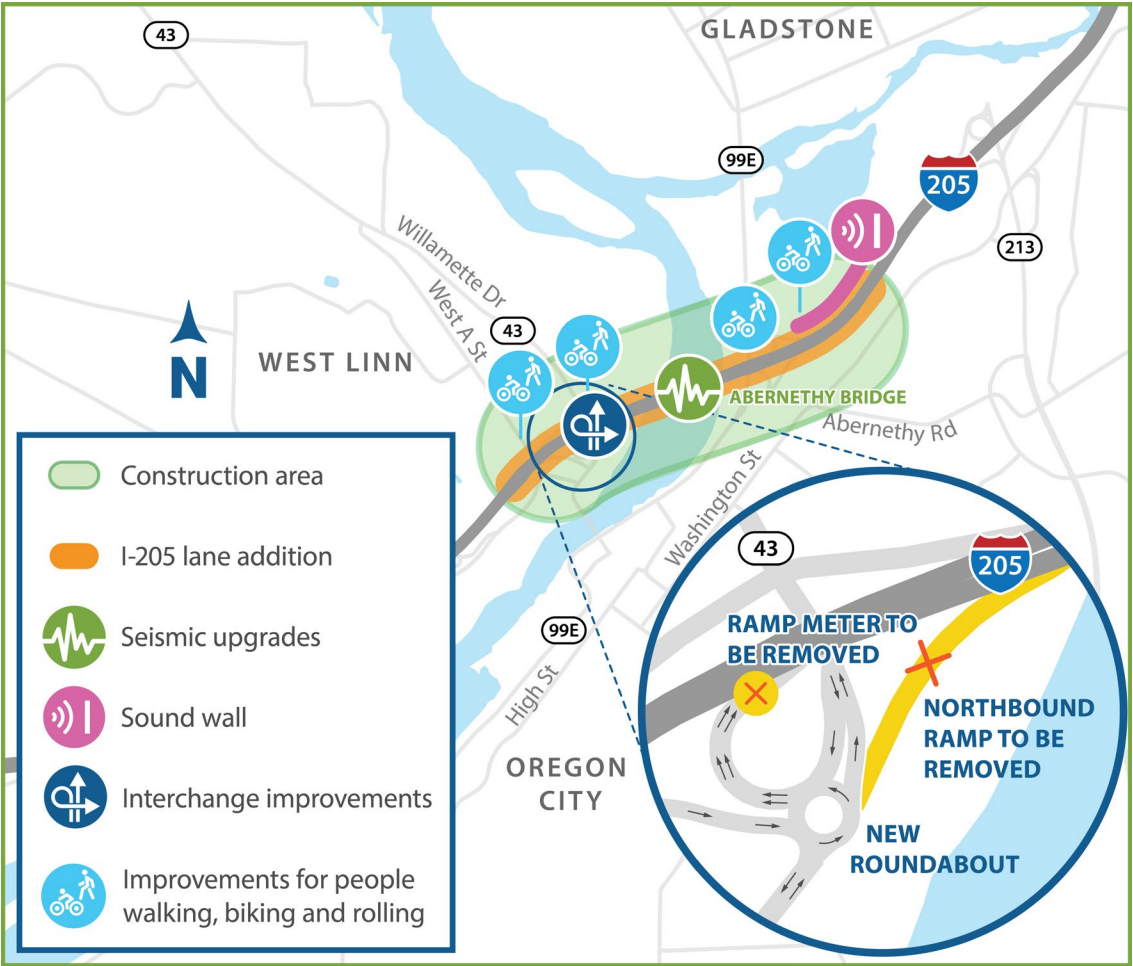 43
GLADSTONE
99E
205
213
Willamette Dr
West A St
43
WEST LINN
N
ABERNETHY BRIDGE
Abernethy Rd
Washington St
99E
High St
OREGON
CITY
Construction area
I-205 lane addition
Seismic upgrades
Sound wall
Interchange improvements
Improvements for people
walking, biking and rolling
43
205
RAMP METER TO
BE REMOVED
NORTHBOUND
RAMP TO BE
REMOVED
NEW
ROUNDABOUT